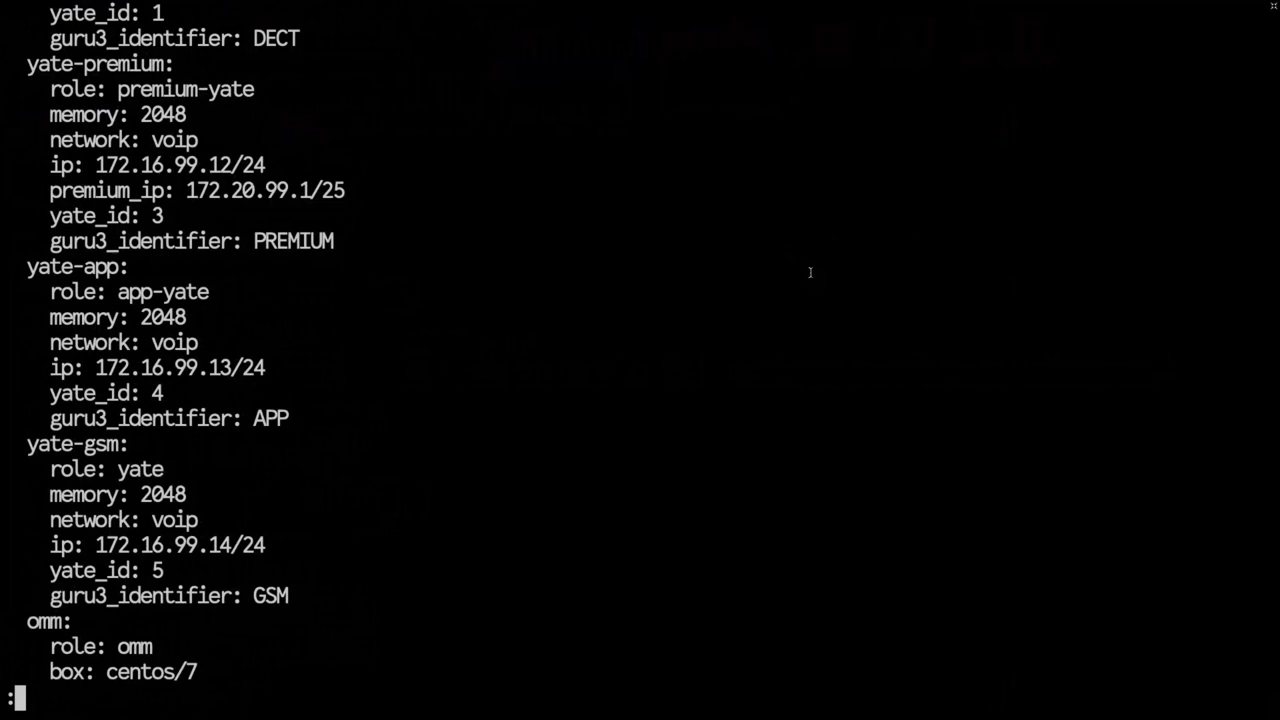 yate_id: 1
guru3_identifier: DECT
yate-premium:
role: premium-yate
memory: 2048
network: voip
ip: 172.16.99.12/24
premium_ip: 172.20.99.1/25
yate_id: 3
guru3_identifier: PREMIUM
yate-app:
role: app-yate
memory: 2048
network: voip
ip: 172.16.99.13/24
yate_id: 4
guru3_identifier: APP
yate-gsm:
role: yate
memory: 2048
network: voip
ip: 172.16.99.14/24
yate_id: 5
guru3_identifier: GSM
omm:
role: omm
box: centos/7
: